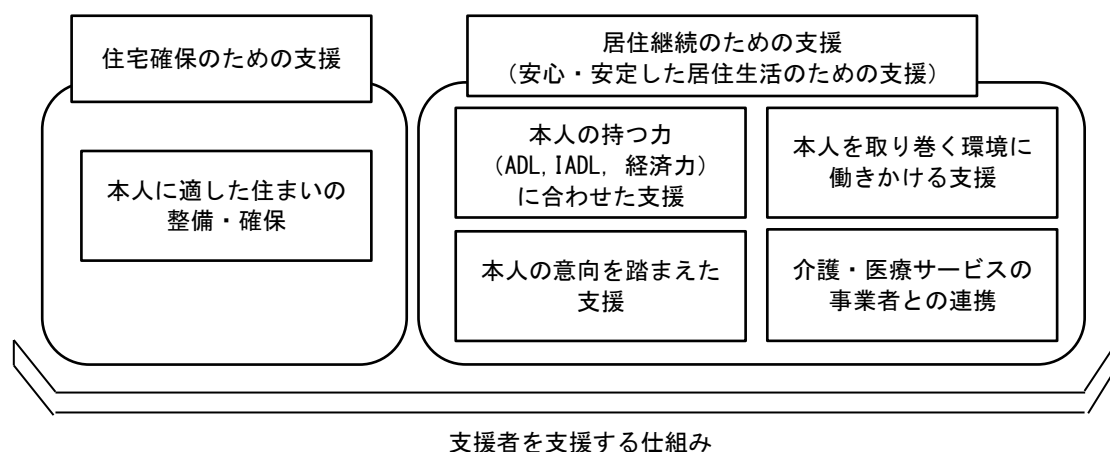 住宅確保のための支援
本人に適した住まいの
整備・確保
居住継続のための支援
（安心・安定した居住生活のための支援）
本人の持つ力
（ADL,IADL, 経済力）
に合わせた支援
本人を取り巻く環境に
働きかける支援
本人の意向を踏まえた
支援
介護・医療サービスの
事業者との連携
支援者を支援する仕組み